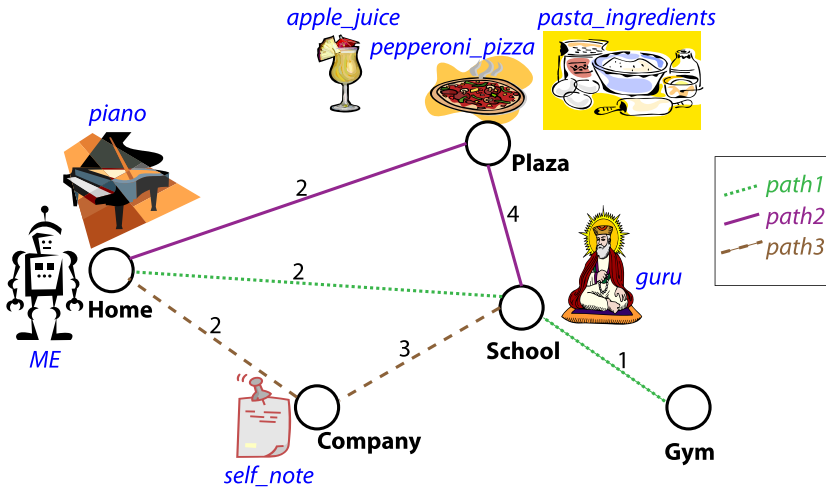 apple_juice
pasta_ingredients
pepperoni_pizza
piano
Plaza
2
4
path1
path2
path3
2
guru
Home
School
2
3
1
ME
Company
Gym
self_note